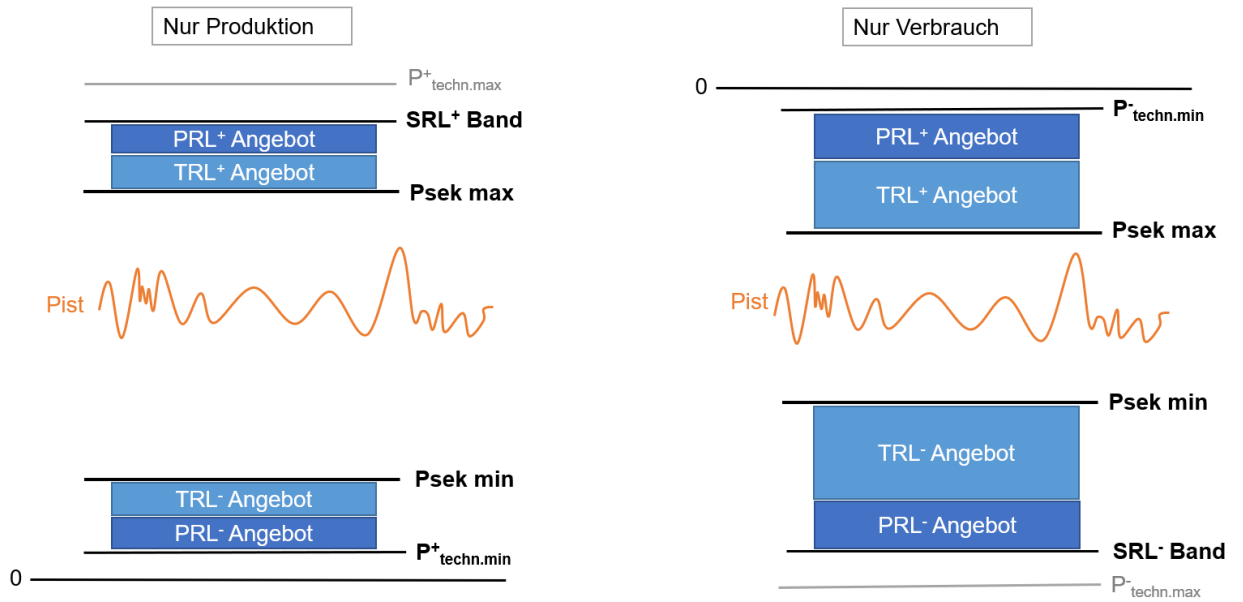 Nur Produktion
P⁺techn.max
SRL⁺ Band
PRL⁺ Angebot
TRL⁺ Angebot
Psek max
Pist
Psek min
TRL⁻ Angebot
PRL⁻ Angebot
P⁺techn.min
0
Nur Verbrauch
0
P⁻techn.min
PRL⁺ Angebot
TRL⁺ Angebot
Psek max
Pist
Psek min
TRL⁻ Angebot
PRL⁻ Angebot
SRL⁻ Band
P⁻techn.max